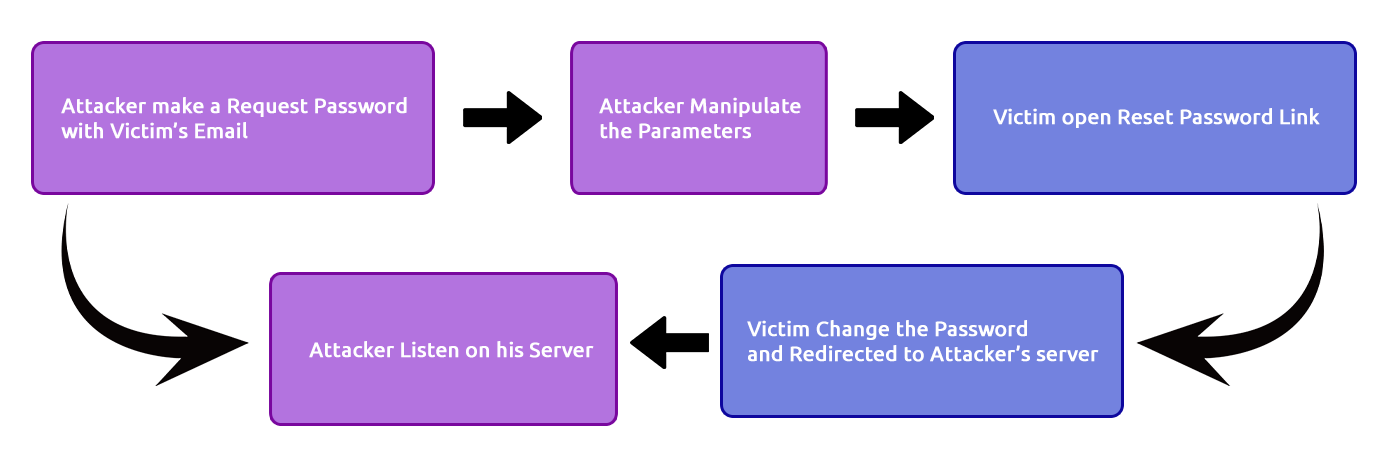 Attacker make a Request Password
with Victim’s Email
Attacker Manipulate
the Parameters
Victim open Reset Password Link
Attacker Listen on his Server
Victim Change the Password
and Redirected to Attacker’s server